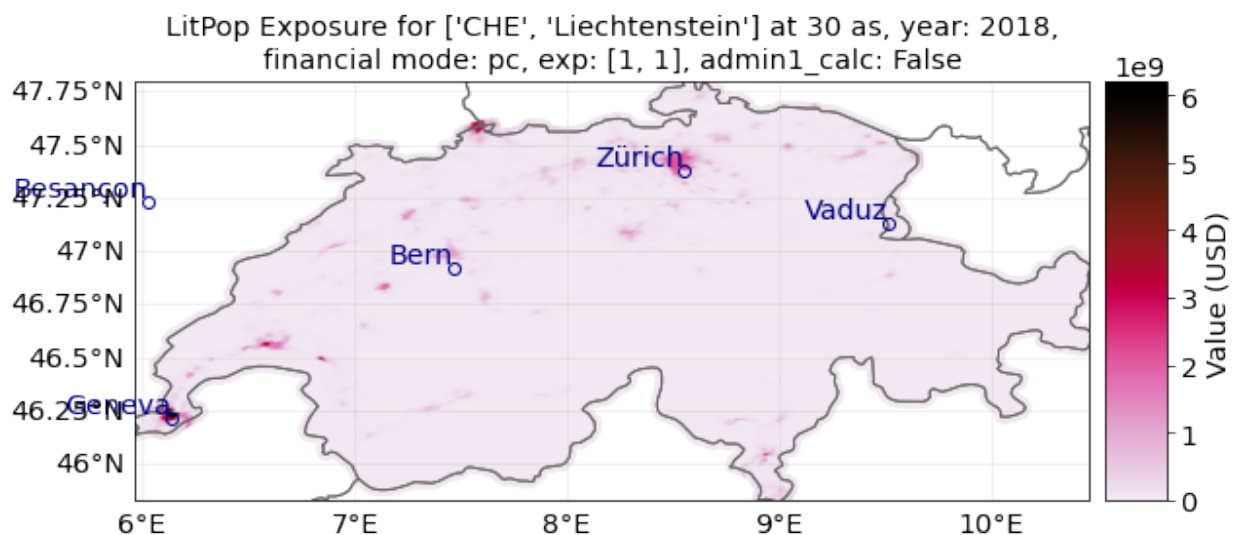 LitPop Exposure for ['CHE', 'Liechtenstein'] at 30 as, year: 2018,
financial mode: pc, exp: [1, 1], admin1_calc: False
1e9
47.75°N
47.5°N
47.25°N
47°N
46.75°N
46.5°N
46.25°N
46°N
Besançon
Zürich
Vaduz
Bern
Geneva
6°E
7°E
8°E
9°E
10°E
6
5
4
3
2
1
0
Value (USD)